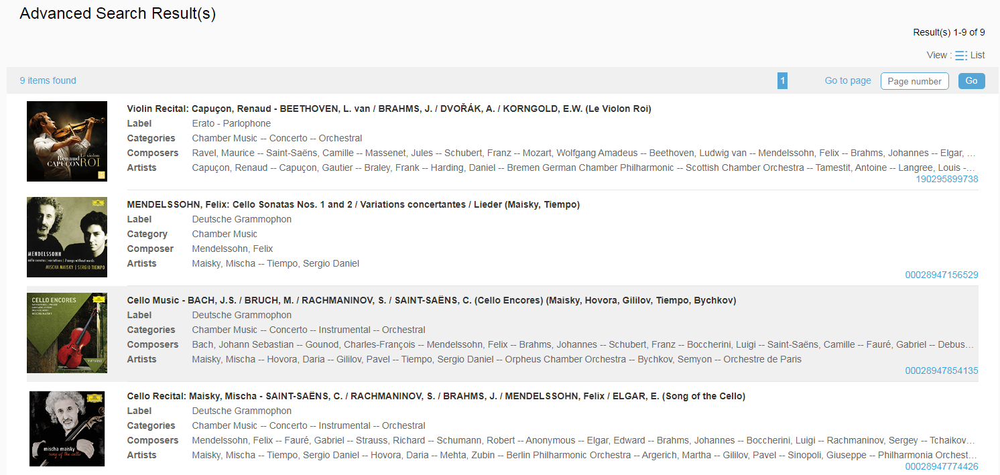 Advanced Search Result(s)
Result(s) 1-9 of 9
View : List
9 items found
1
Go to page
Page number
Go
Violin Recital: Capuçon, Renaud - BEETHOVEN, L. van / BRAHMS, J. / DVOŘÁK, A. / KORNGOLD, E.W. (Le Violon Roi)
Label Erato - Parlophone
Categories Chamber Music -- Concerto -- Orchestral
Composers Ravel, Maurice -- Saint-Saëns, Camille -- Massenet, Jules -- Schubert, Franz -- Mozart, Wolfgang Amadeus -- Beethoven, Ludwig van -- Mendelssohn, Felix -- Brahms, Johannes -- Elgar, ...
Artists Capuçon, Renaud -- Capuçon, Gautier -- Braley, Frank -- Harding, Daniel -- Bremen German Chamber Philharmonic -- Scottish Chamber Orchestra -- Tamestit, Antoine -- Langree, Louis -...
190295899738
Le violon
Renaud
CAPUÇON ROI
MENDELSSOHN, Felix: Cello Sonatas Nos. 1 and 2 / Variations concertantes / Lieder (Maisky, Tiempo)
Label Deutsche Grammophon
Category Chamber Music
Composer Mendelssohn, Felix
Artists Maisky, Mischa -- Tiempo, Sergio Daniel
00028947156529
MENDELSSOHN
cello sonatas | variations | 2 songs without words
MISCHA MAISKY | SERGIO TIEMPO
Cello Music - BACH, J.S. / BRUCH, M. / RACHMANINOV, S. / SAINT-SAËNS, C. (Cello Encores) (Maisky, Hovora, Gililov, Tiempo, Bychkov)
Label Deutsche Grammophon
Categories Chamber Music -- Concerto -- Instrumental -- Orchestral
Composers Bach, Johann Sebastian -- Gounod, Charles-François -- Mendelssohn, Felix -- Brahms, Johannes -- Schubert, Franz -- Boccherini, Luigi -- Saint-Saëns, Camille -- Fauré, Gabriel -- Debus...
Artists Maisky, Mischa -- Hovora, Daria -- Gililov, Pavel -- Tiempo, Sergio Daniel -- Orpheus Chamber Orchestra -- Bychkov, Semyon -- Orchestre de Paris
00028947854135
CELLO ENCORES
MISCHA MAISKY
VIRTUOSO
Cello Recital: Maisky, Mischa - SAINT-SAËNS, C. / RACHMANINOV, S. / BRAHMS, J. / MENDELSSOHN, Felix / ELGAR, E. (Song of the Cello)
Label Deutsche Grammophon
Categories Chamber Music -- Concerto -- Instrumental -- Orchestral
Composers Mendelssohn, Felix -- Fauré, Gabriel -- Strauss, Richard -- Schumann, Robert -- Anonymous -- Elgar, Edward -- Brahms, Johannes -- Boccherini, Luigi -- Rachmaninov, Sergey -- Tchaikov...
Artists Maisky, Mischa -- Tiempo, Sergio Daniel -- Hovora, Daria -- Mehta, Zubin -- Berlin Philharmonic Orchestra -- Argerich, Martha -- Gililov, Pavel -- Sinopoli, Giuseppe -- Philharmonia Orchest...
00028947774426
mischa maisky
song of the cello